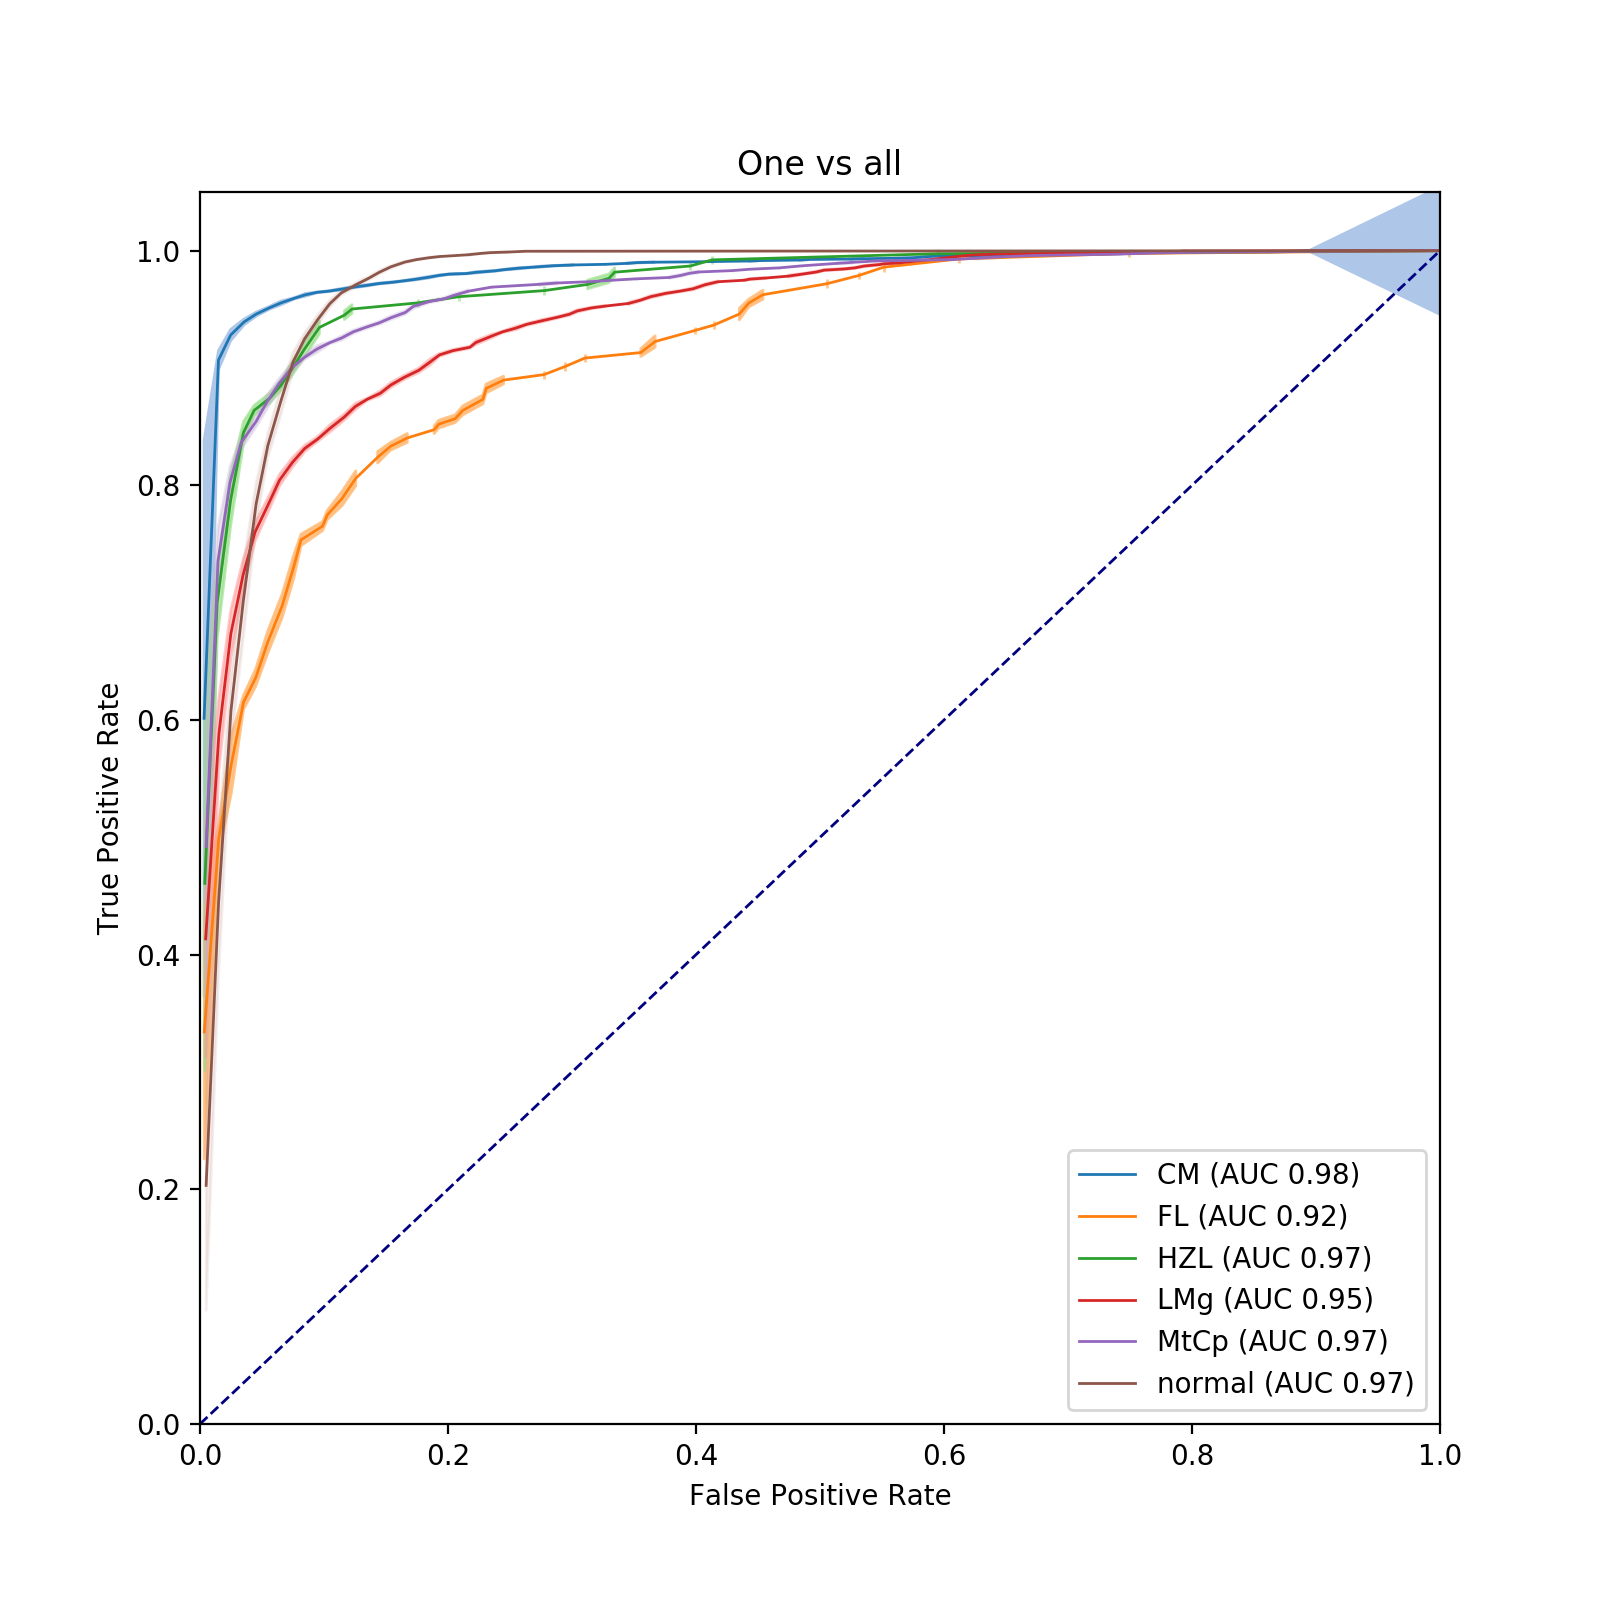 One vs all
1.0
0.8
0.6
0.4
0.2
0.0
True Positive Rate
0.0 0.2 0.4 0.6 0.8 1.0
False Positive Rate
CM (AUC 0.98)
FL (AUC 0.92)
HZL (AUC 0.97)
LMg (AUC 0.95)
MtCp (AUC 0.97)
normal (AUC 0.97)